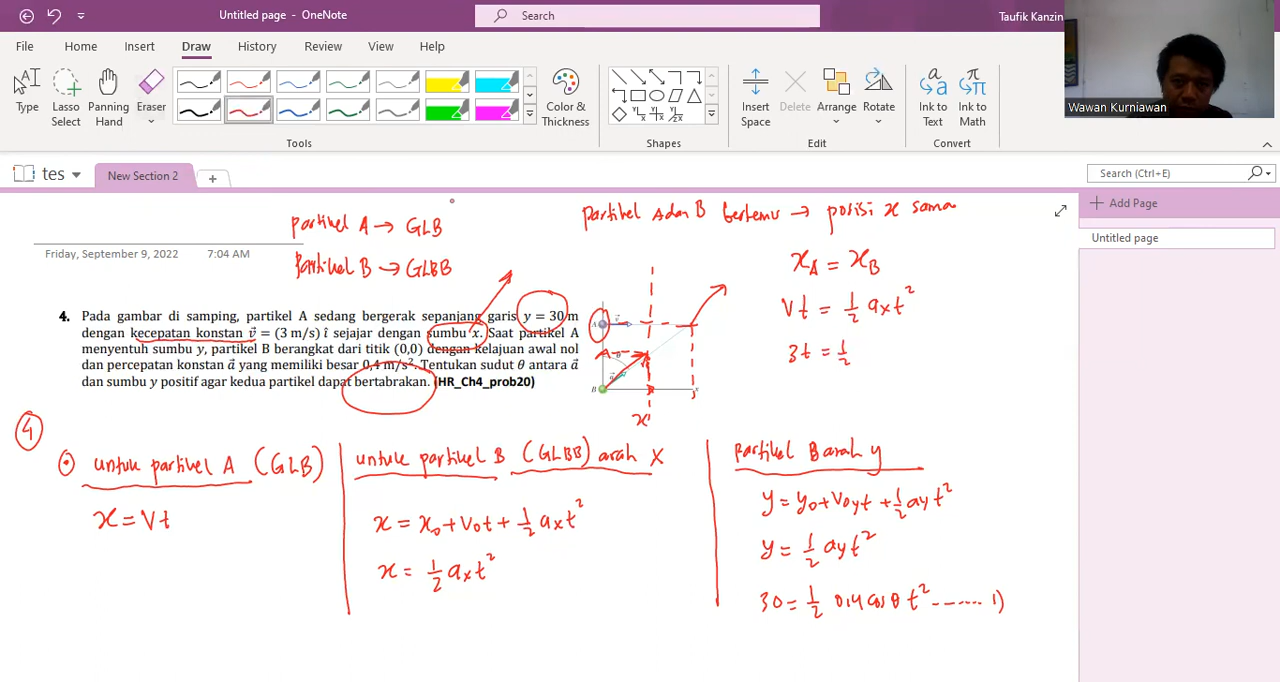 Untitled page - OneNote
Search
Taufik Kanzin
File Home Insert Draw History Review View Help
Type
Lasso Select
Panning Hand
Eraser
Color & Thickness
Insert Space
Delete
Arrange
Rotate
Ink to Text
Ink to Math
Tools
Shapes
Edit
Convert
Wawan Kurniawan
tes
New Section 2
Search (Ctrl+E)
Add Page
Untitled page
Friday, September 9, 2022 7:04 AM
partikel A → GLB
Partikel B → GLBB
partikel A dan B bertemu → posisi x sama
x_A = x_B
vt = 1/2 a_x t²
3t = 1/2
4. Pada gambar di samping, partikel A sedang bergerak sepanjang garis y = 30 m
dengan kecepatan konstan v⃗ = (3 m/s) î sejajar dengan sumbu x. Saat partikel A
menyentuh sumbu y, partikel B berangkat dari titik (0,0) dengan kelajuan awal nol
dan percepatan konstan a⃗ yang memiliki besar 0,4 m/s². Tentukan sudut θ antara a⃗
dan sumbu y positif agar kedua partikel dapat bertabrakan. (HR_Ch4_prob20)
A
v
θ
B
x
x
4
untuk partikel A (GLB)
x = vt
untuk partikel B (GLBB) arah x
x = x₀ + v₀t + 1/2 a_x t²
x = 1/2 a_x t²
Partikel B arah y
y = y₀ + v₀y t + 1/2 ay t²
y = 1/2 ay t²
30 = 1/2 0,4 cos θ t² ------ 1)